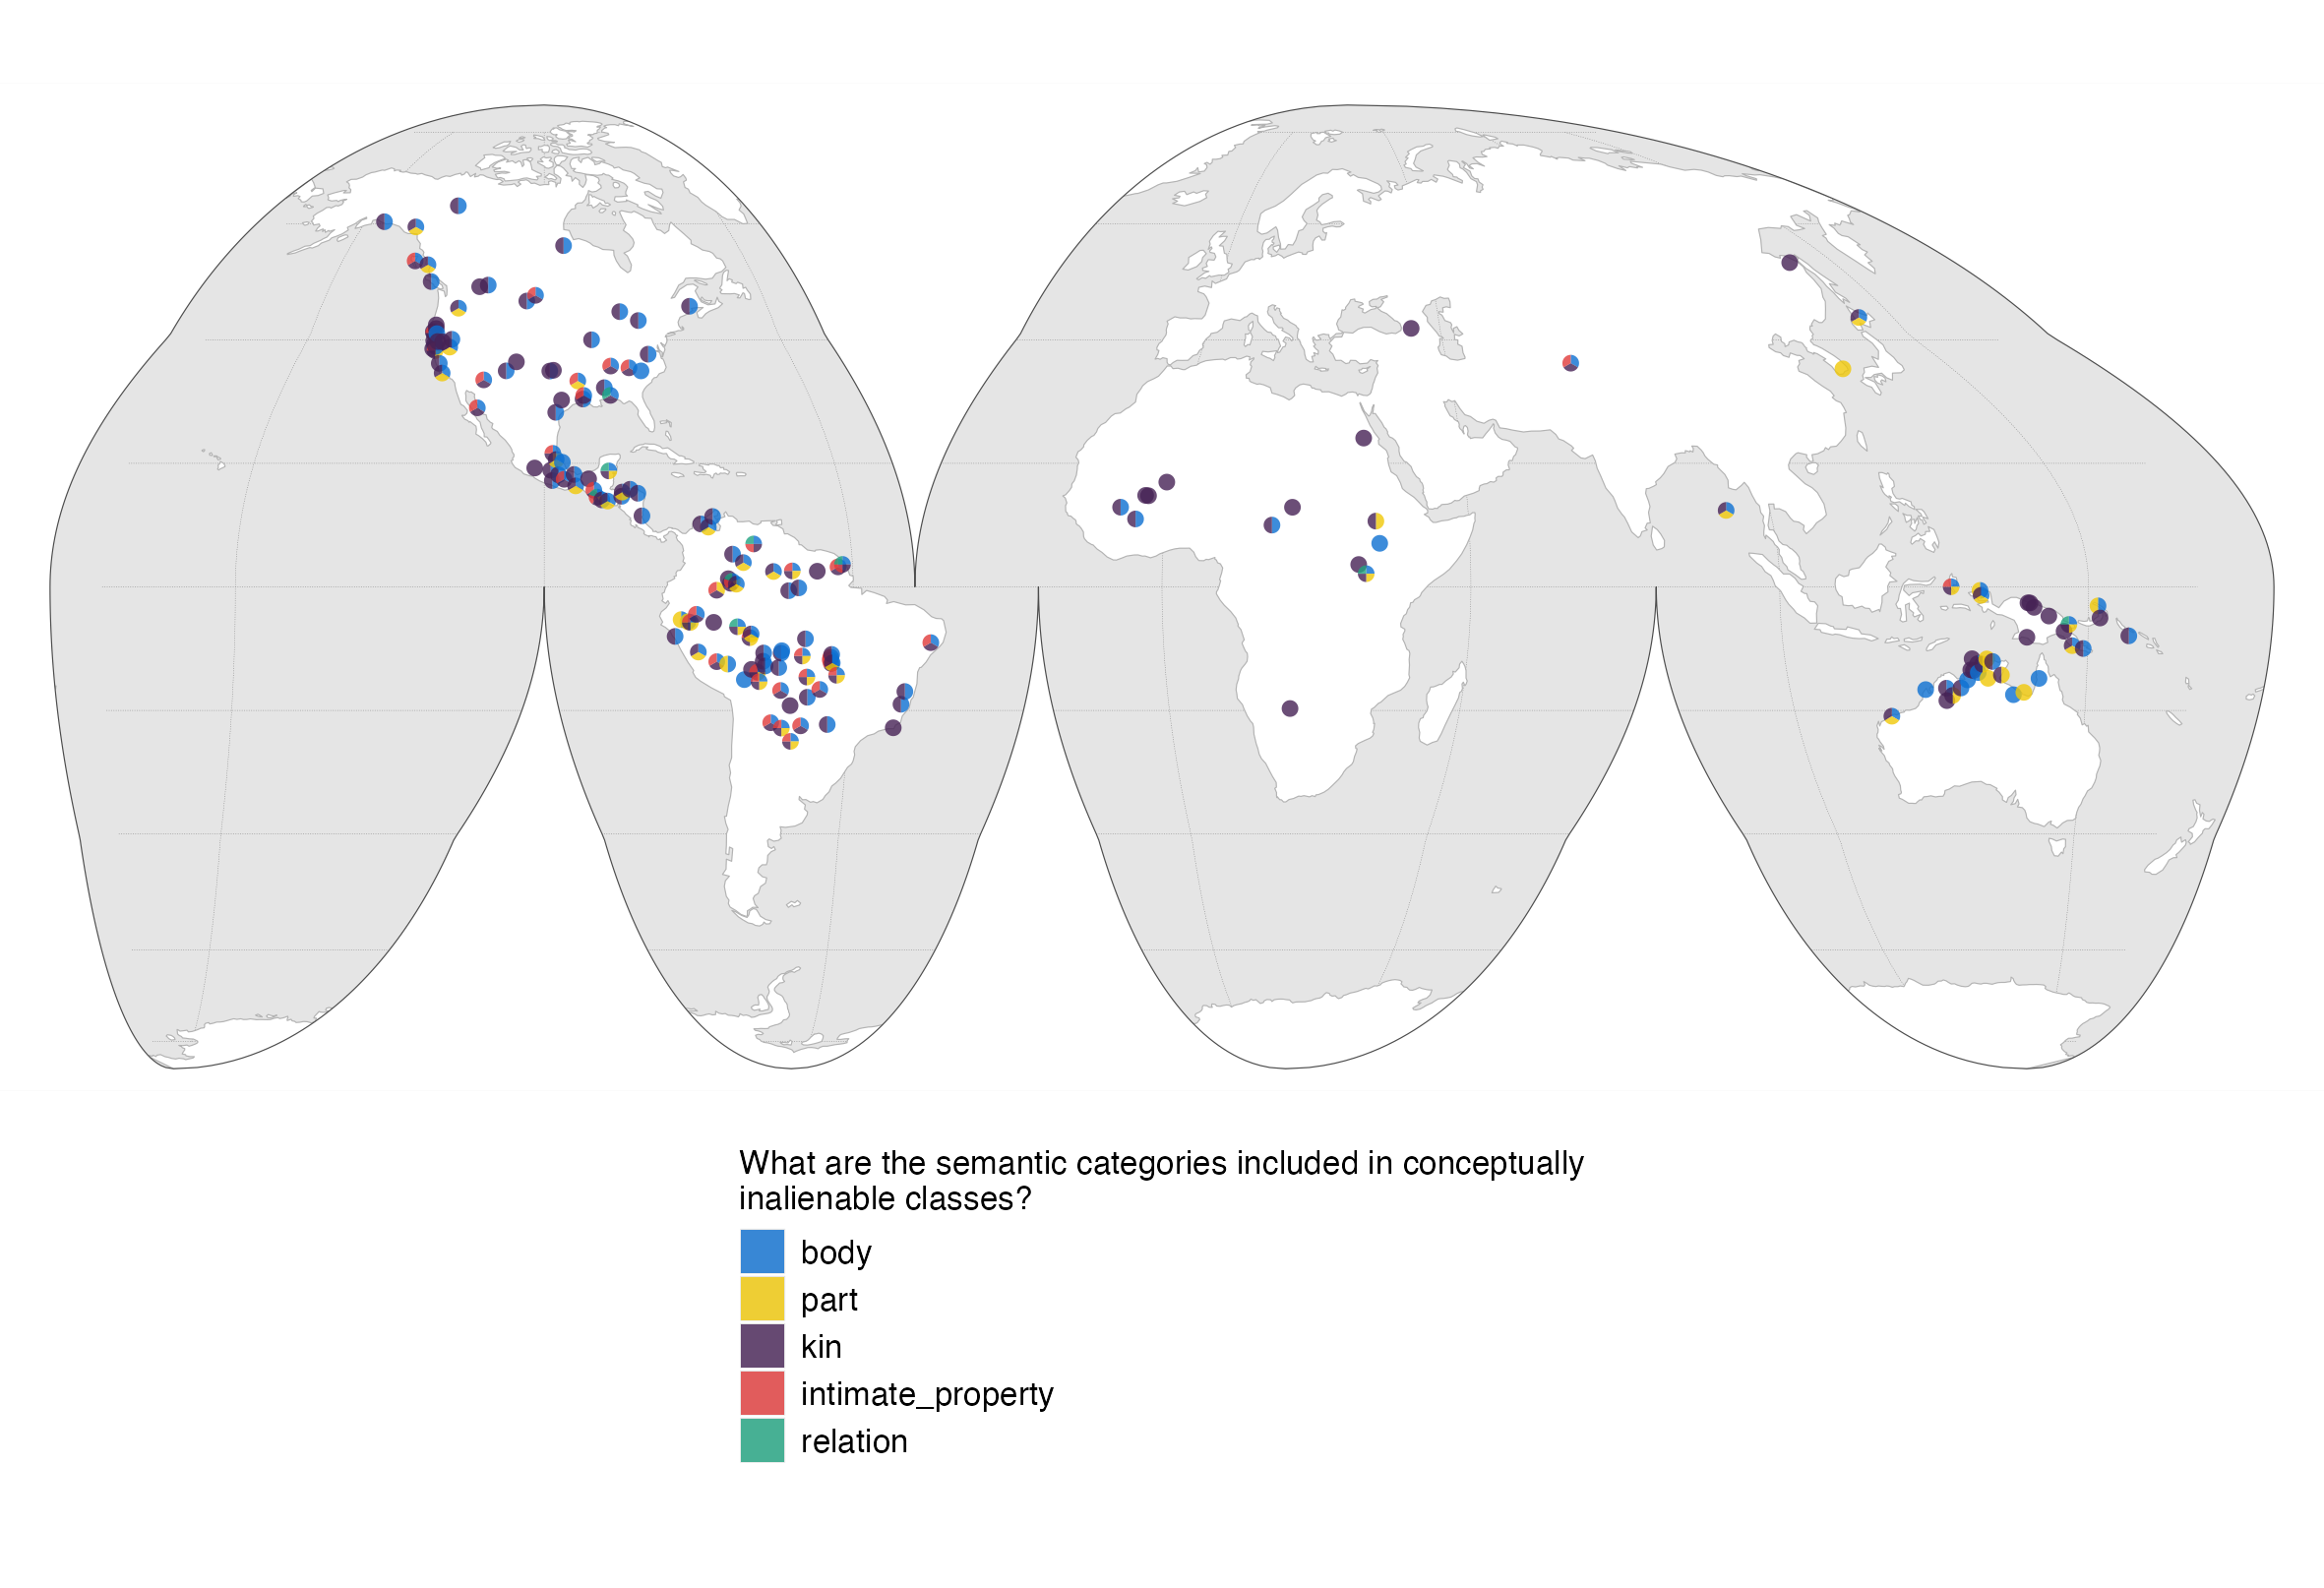 What are the semantic categories included in conceptually
inalienable classes?
body
part
kin
intimate_property
relation